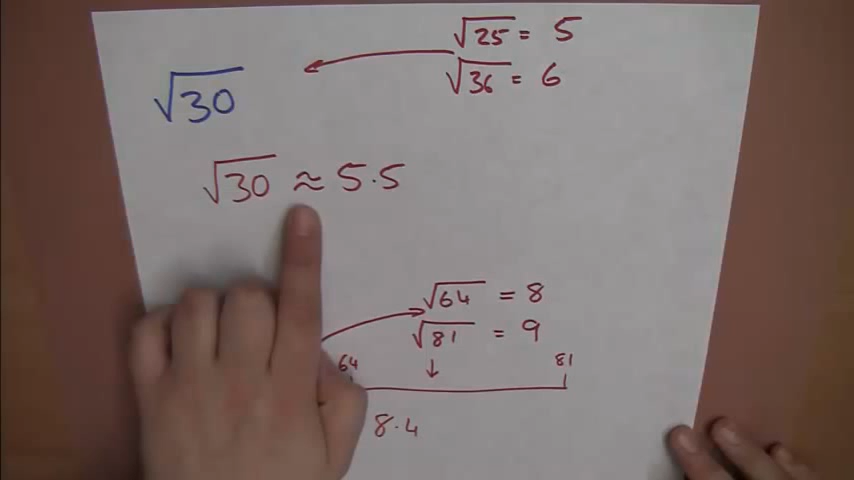 √25 = 5
√36 = 6
√30
√30 ≈ 5·5
√64 = 8
√81 = 9
64 ↓ 81
8·4